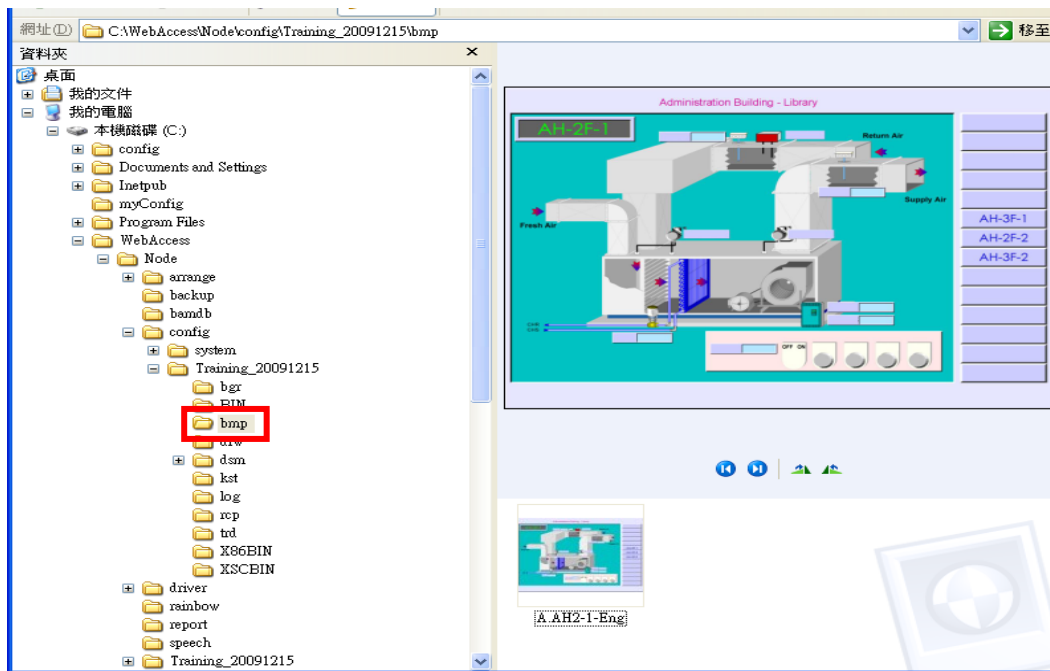 網址(D) C:\WebAccess\Node\config\Training_20091215\bmp 移至
資料夾
桌面
我的文件
我的電腦
本機磁碟 (C:)
config
Documents and Settings
Inetpub
myConfig
Program Files
WebAccess
Node
arrange
backup
bamdb
config
system
Training_20091215
bgr
BIN
bmp
drw
dsm
kst
log
rcp
trd
X86BIN
XSCBIN
driver
rainbow
report
speech
Training_20091215
Administration Building - Library
AH-2F-1
Return Air
Supply Air
Fresh Air
AH-3F-1
AH-2F-2
AH-3F-2
OFF ON
A.AH2-1-Eng